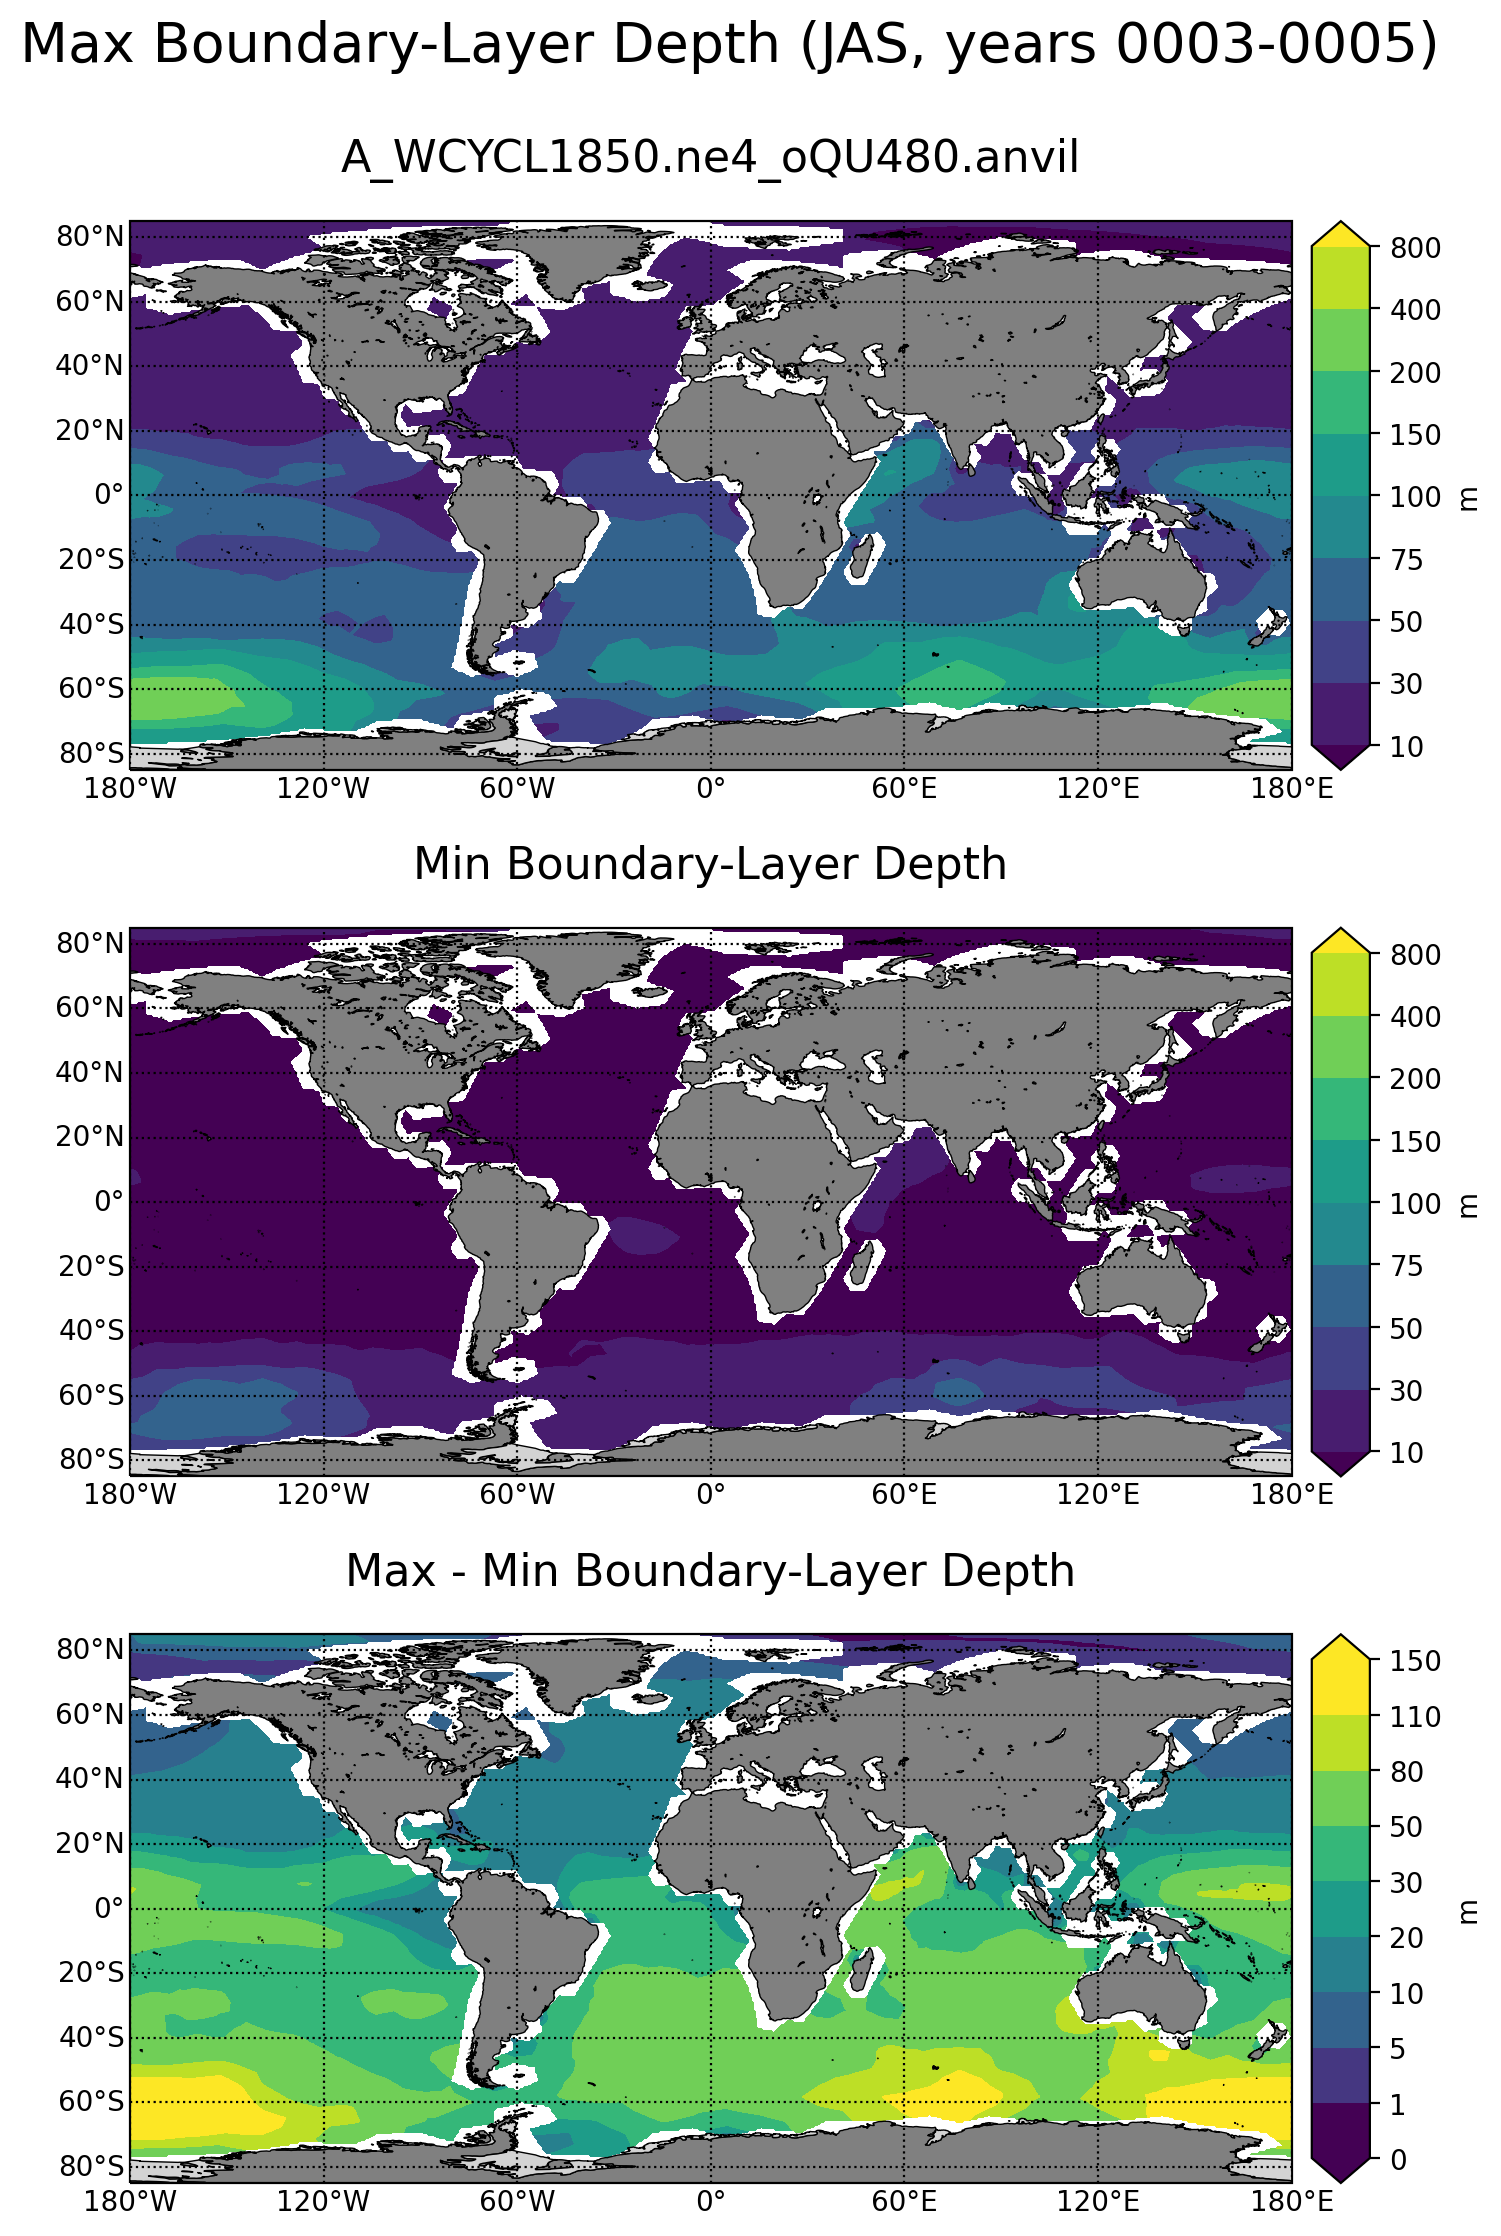 Max Boundary-Layer Depth (JAS, years 0003-0005)
A_WCYCL1850.ne4_oQU480.anvil
80°N
60°N
40°N
20°N
0°
20°S
40°S
60°S
80°S
180°W 120°W 60°W 0° 60°E 120°E 180°E
800
400
200
150
100
75
50
30
10
m
Min Boundary-Layer Depth
80°N
60°N
40°N
20°N
0°
20°S
40°S
60°S
80°S
180°W 120°W 60°W 0° 60°E 120°E 180°E
800
400
200
150
100
75
50
30
10
m
Max - Min Boundary-Layer Depth
80°N
60°N
40°N
20°N
0°
20°S
40°S
60°S
80°S
180°W 120°W 60°W 0° 60°E 120°E 180°E
150
110
80
50
30
20
10
5
1
0
m